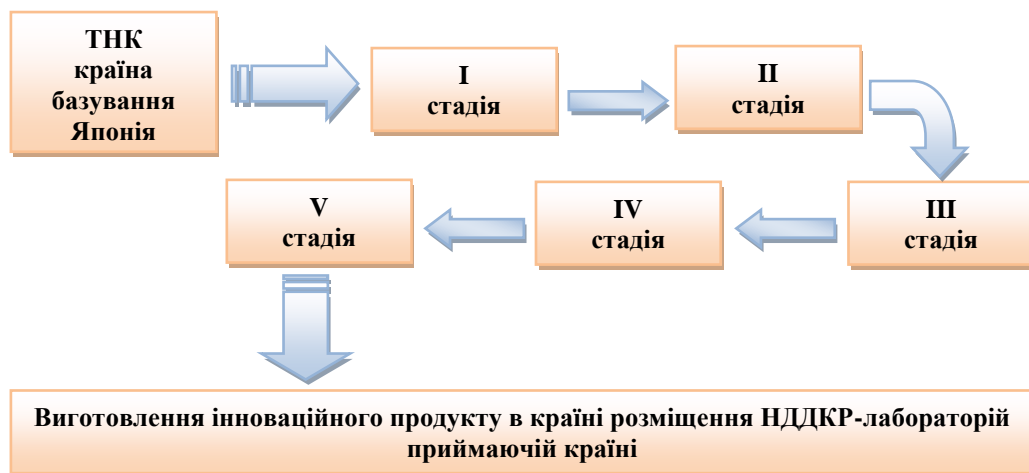 ТНК
країна
базування
Японія
I
стадія
II
стадія
III
стадія
IV
стадія
V
стадія
Виготовлення інноваційного продукту в країні розміщення НДДКР-лабораторій
приймаючій країні